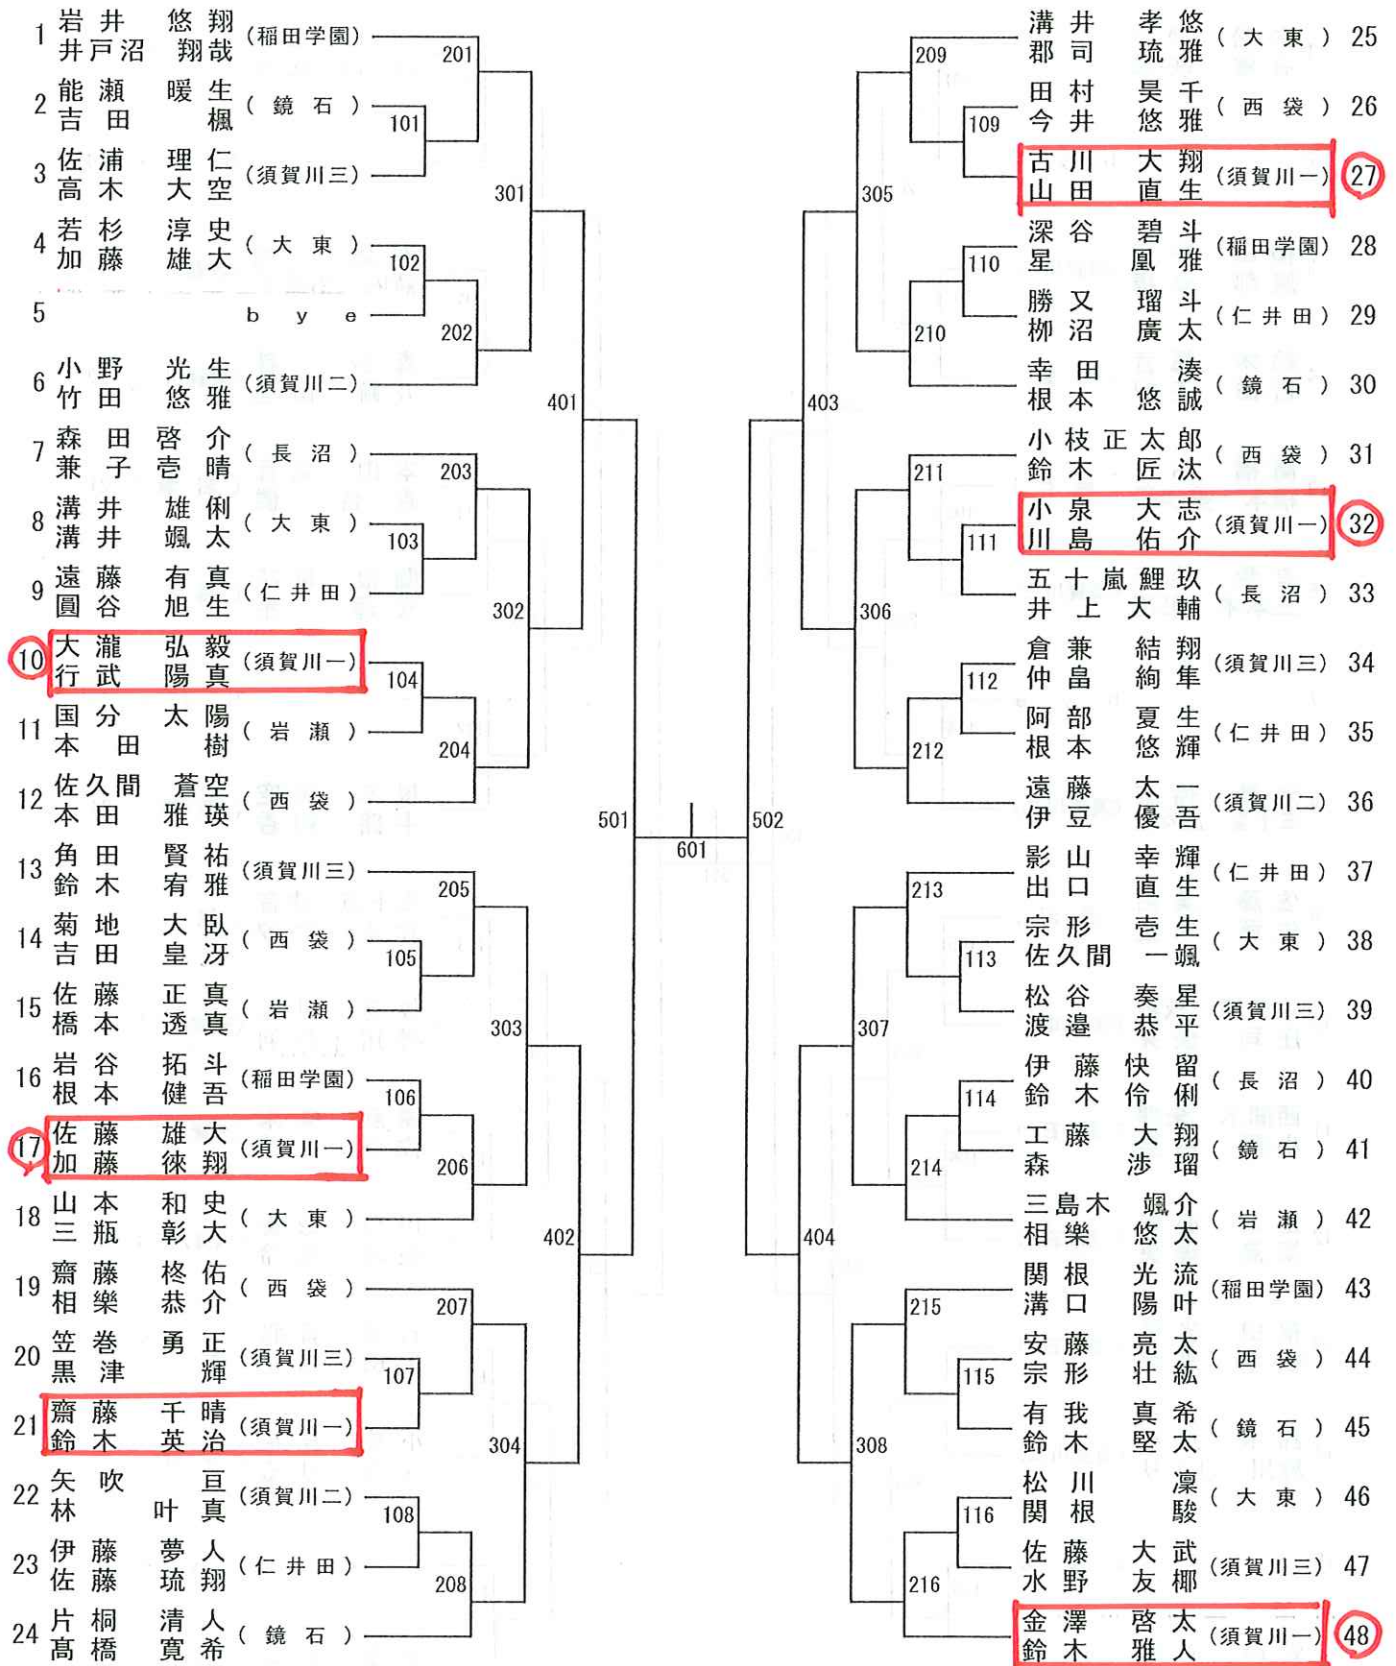 1 岩井 悠翔 (稲田学園)
井戸沼 翔哉
2 能瀬 暖生 (鏡石)
吉田 楓
3 佐浦 理仁 (須賀川三)
高木 大空
4 若杉 淳史 (大東)
加藤 雄大
5 bye
6 小野 光生 (須賀川二)
竹田 悠雅
7 森田 啓介 (長沼)
兼子 壱晴
8 溝井 雄俐 (大東)
溝井 颯太
9 遠藤 有真 (仁井田)
圓谷 旭生
10 大瀧 弘毅 (須賀川一)
行武 陽真
11 国分 太陽 (岩瀬)
本田 樹
12 佐久間 蒼空 (西袋)
本田 雅瑛
13 角田 賢祐 (須賀川三)
鈴木 宥雅
14 菊地 大臥 (西袋)
吉田 皇冴
15 佐藤 正真 (岩瀬)
橋本 透真
16 岩谷 拓斗 (稲田学園)
根本 健吾
17 佐藤 雄大 (須賀川一)
加藤 徠翔
18 山本 和史 (大東)
三瓶 彰大
19 齋藤 柊佑 (西袋)
相樂 恭介
20 笠巻 勇正 (須賀川三)
黒津 輝
21 齋藤 千晴 (須賀川一)
鈴木 英治
22 矢吹 亘 (須賀川二)
林 叶真
23 伊藤 夢人 (仁井田)
佐藤 琉翔
24 片桐 清人 (鏡石)
髙橋 寛希
101
102
103
104
105
106
107
108
201
202
203
204
205
206
207
208
301
302
303
304
401
402
501
601
502
403
404
305
306
307
308
209
210
211
212
213
214
215
216
109
110
111
112
113
114
115
116
溝井 孝悠 (大東) 25
郡司 琉雅
田村 昊千 (西袋) 26
今井 悠雅
古川 大翔 (須賀川一) 27
山田 直生
深谷 碧斗 (稲田学園) 28
星 凰雅
勝又 瑠斗 (仁井田) 29
栁沼 廣太
幸田 湊 (鏡石) 30
根本 悠誠
小枝 正太郎 (西袋) 31
鈴木 匠汰
小泉 大志 (須賀川一) 32
川島 佑介
五十嵐 鯉玖 (長沼) 33
井上 大輔
倉兼 結翔 (須賀川三) 34
仲畠 絢隼
阿部 夏生 (仁井田) 35
根本 悠輝
遠藤 太一 (須賀川二) 36
伊豆 優吾
影山 幸輝 (仁井田) 37
出口 直生
宗形 壱生 (大東) 38
佐久間 一颯
松谷 奏星 (須賀川三) 39
渡邉 恭平
伊藤 快留 (長沼) 40
鈴木 伶俐
工藤 大翔 (鏡石) 41
森 渉瑠
三島木 颯介 (岩瀬) 42
相樂 悠太
関根 光流 (稲田学園) 43
溝口 陽叶
安藤 亮太 (西袋) 44
宗形 壮紘
有我 真希 (鏡石) 45
鈴木 堅太
松川 凜 (大東) 46
関根 駿
佐藤 大武 (須賀川三) 47
水野 友椰
金澤 啓太 (須賀川一) 48
鈴木 雅人